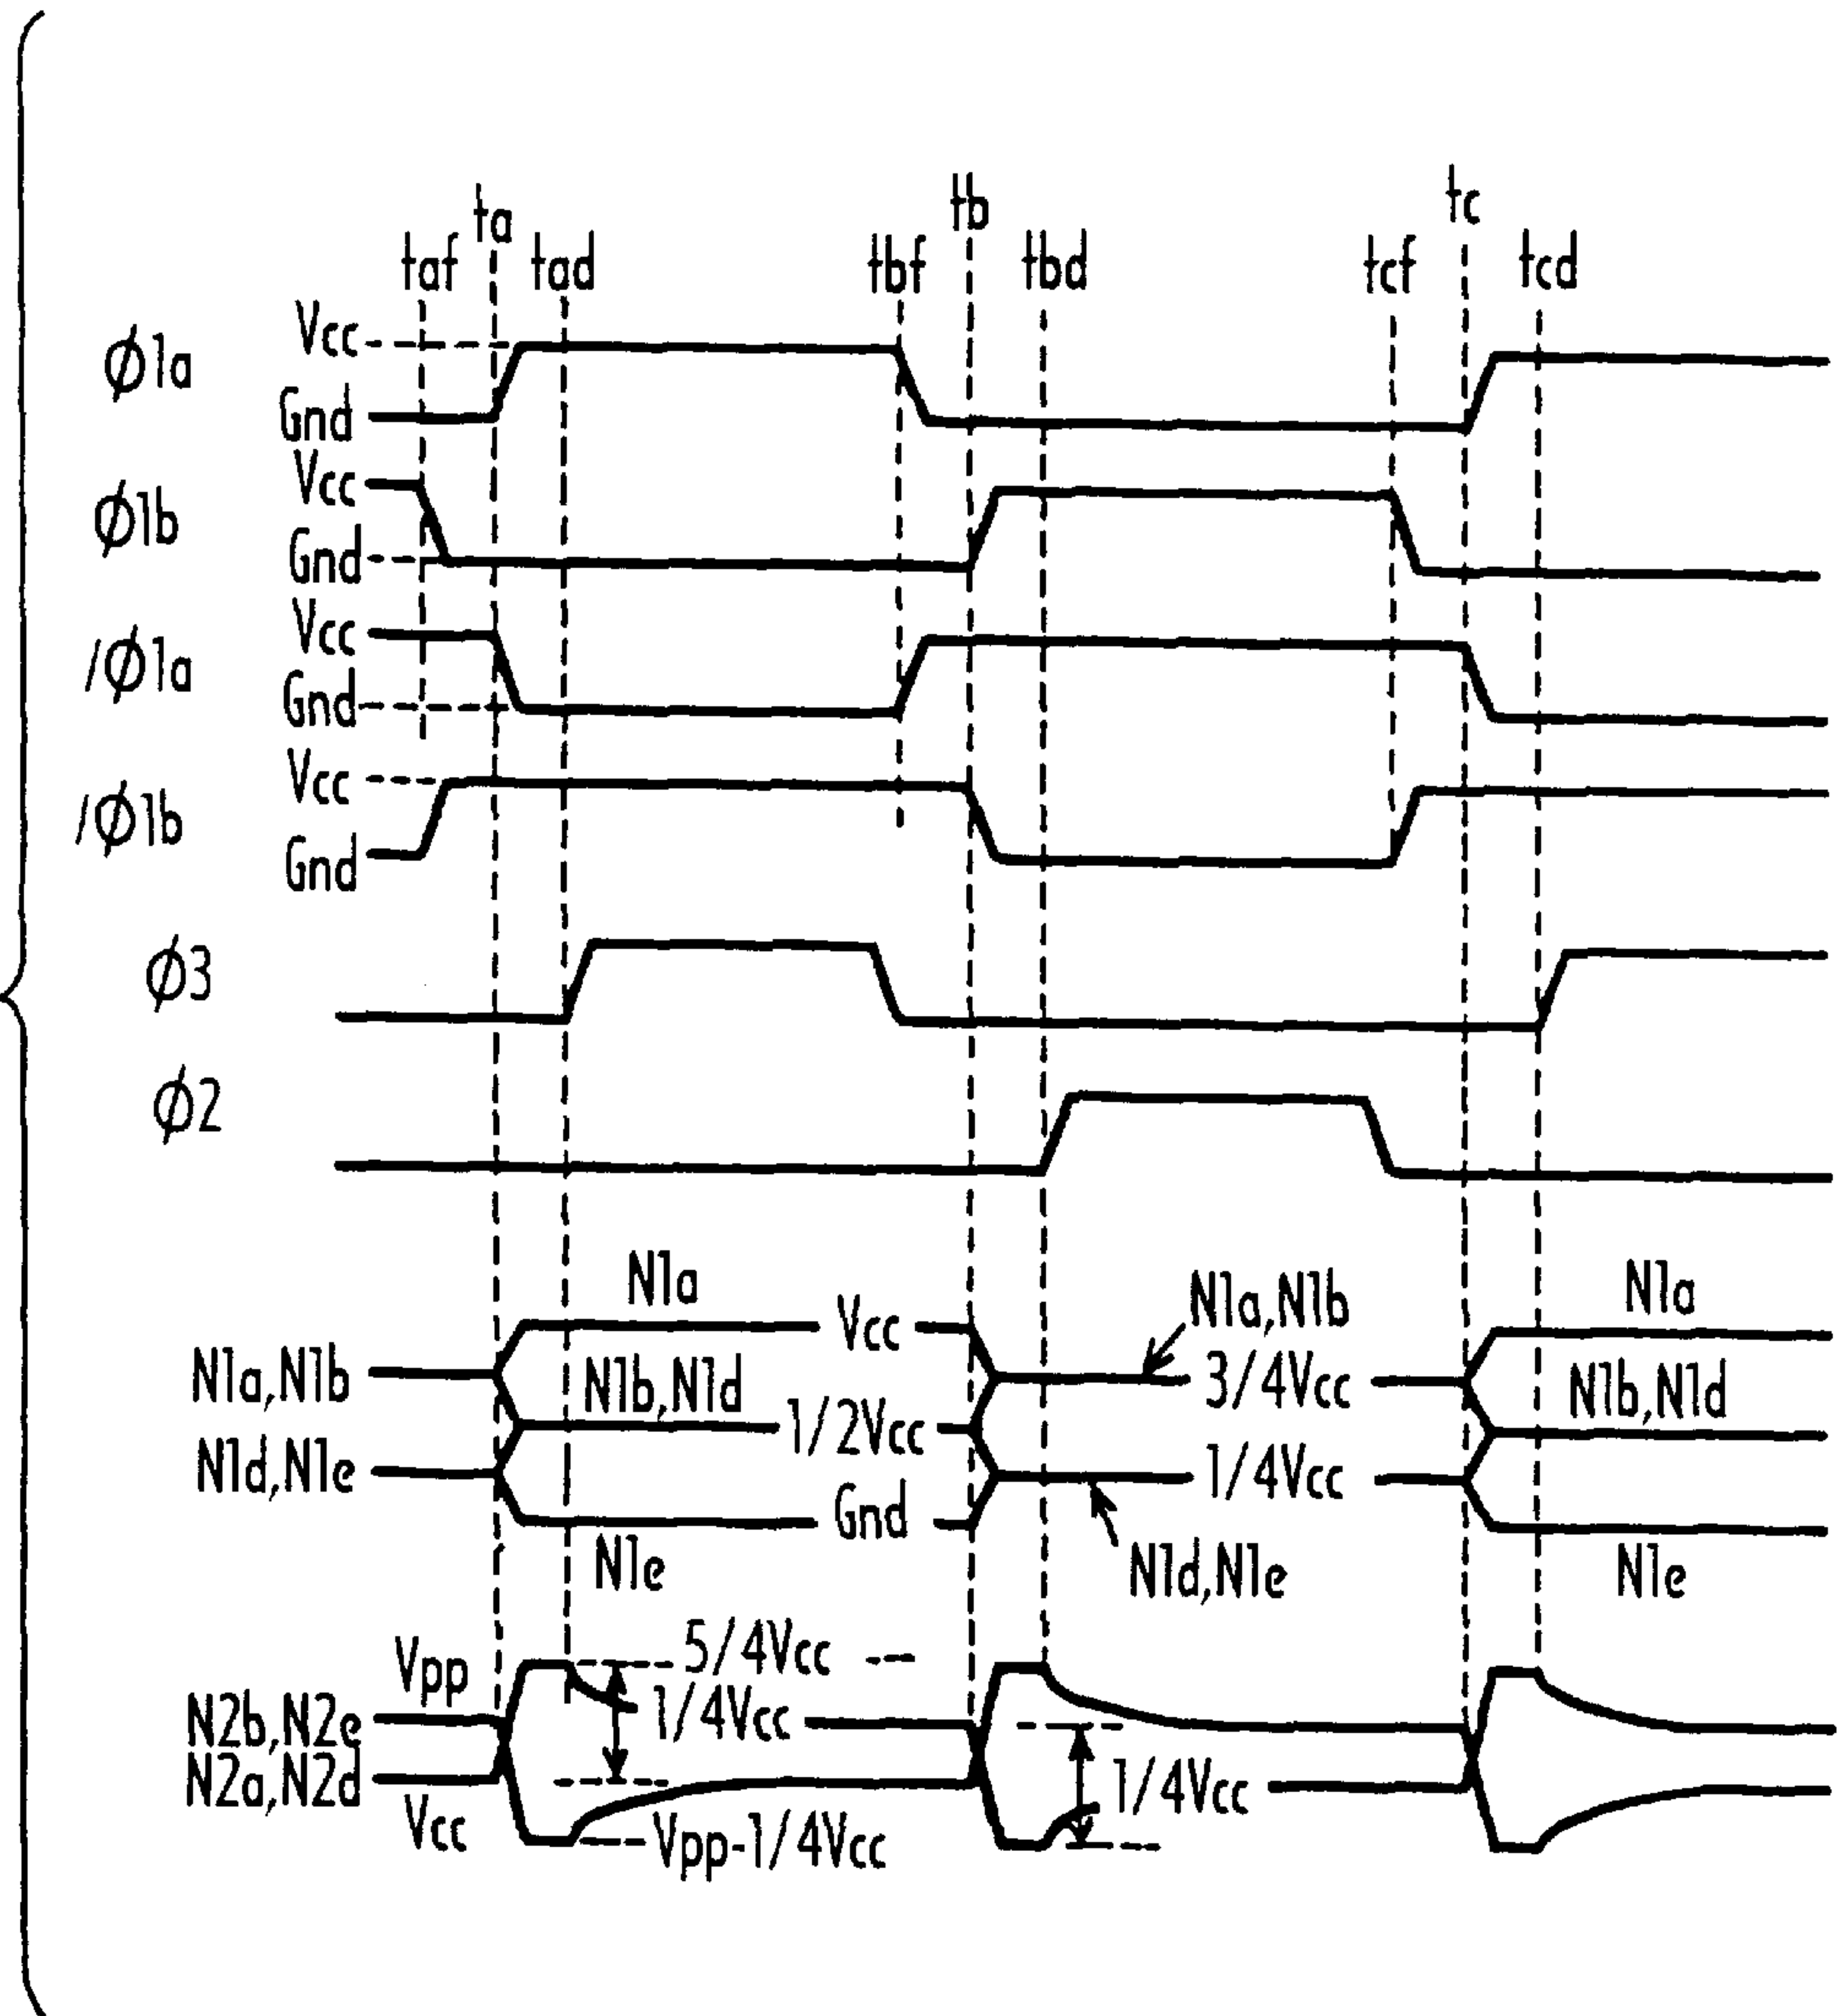 ta
tb
tc
taf
tad
tbf
tbd
tcf
tcd
ϕ1a
Vcc
Gnd
ϕ1b
Vcc
Gnd
/ϕ1a
Vcc
Gnd
/ϕ1b
Vcc
Gnd
ϕ3
ϕ2
N1a
N1a,N1b
N1a
Vcc
N1a,N1b
N1b,N1d
3/4Vcc
N1b,N1d
1/2Vcc
N1d,N1e
1/4Vcc
Gnd
N1e
N1d,N1e
N1e
Vpp
5/4Vcc
N2b,N2e
1/4Vcc
N2a,N2d
1/4Vcc
Vcc
Vpp-1/4Vcc